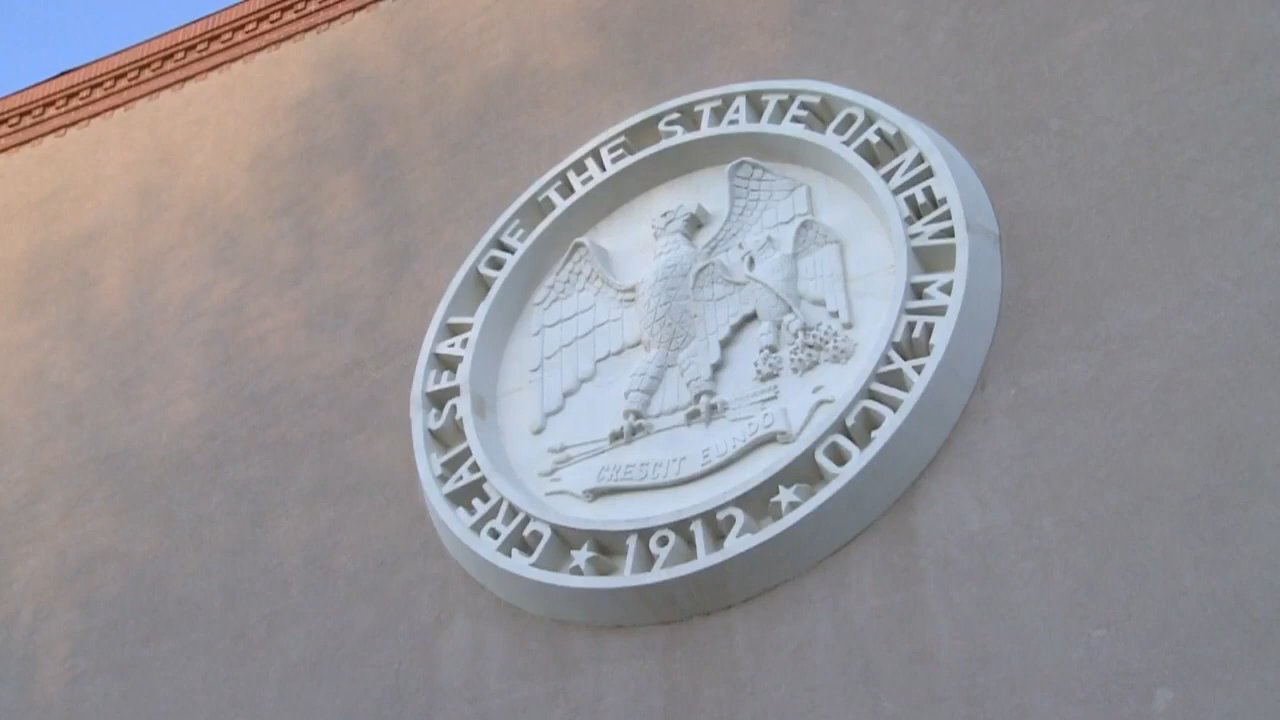 GREAT SEAL OF THE STATE OF NEW MEXICO
CRESCIT EUNDO
★ 1912 ★